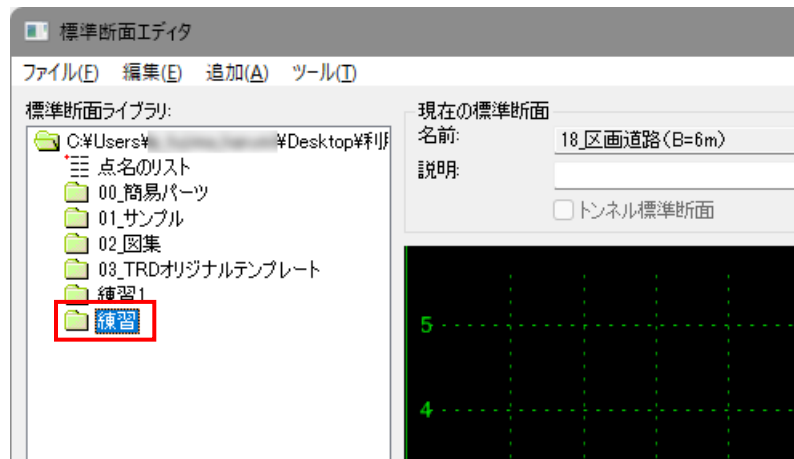 標準断面エディタ
ファイル(F) 編集(E) 追加(A) ツール(T)
標準断面ライブラリ:
C:¥Users¥ ¥Desktop¥利用
点名のリスト
00_簡易パーツ
01_サンプル
02_図集
03_TRDオリジナルテンプレート
練習1
練習
現在の標準断面
名前: 18_区画道路(B=6m)
説明:
トンネル標準断面
5
4